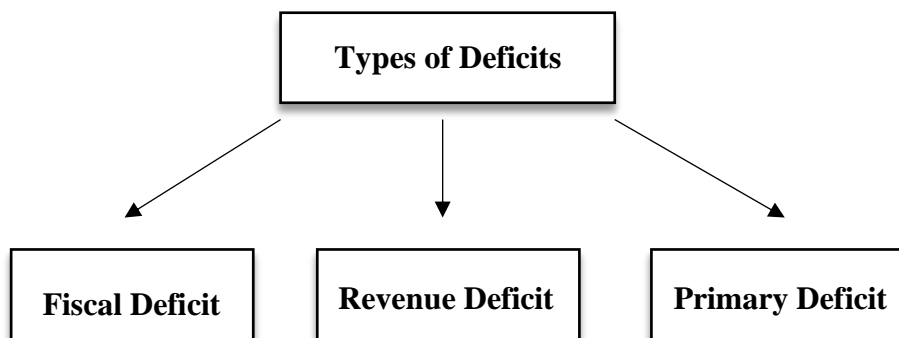 Types of Deficits
Fiscal Deficit
Revenue Deficit
Primary Deficit